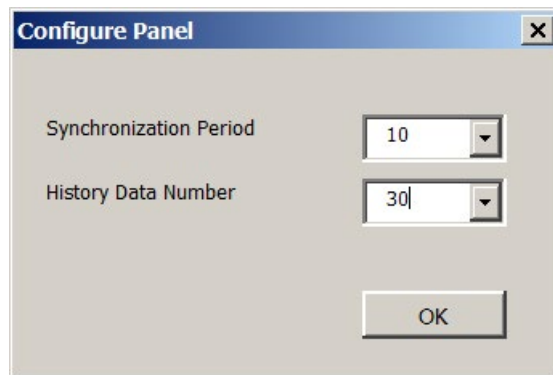 Configure Panel
Synchronization Period 10
History Data Number 30
OK